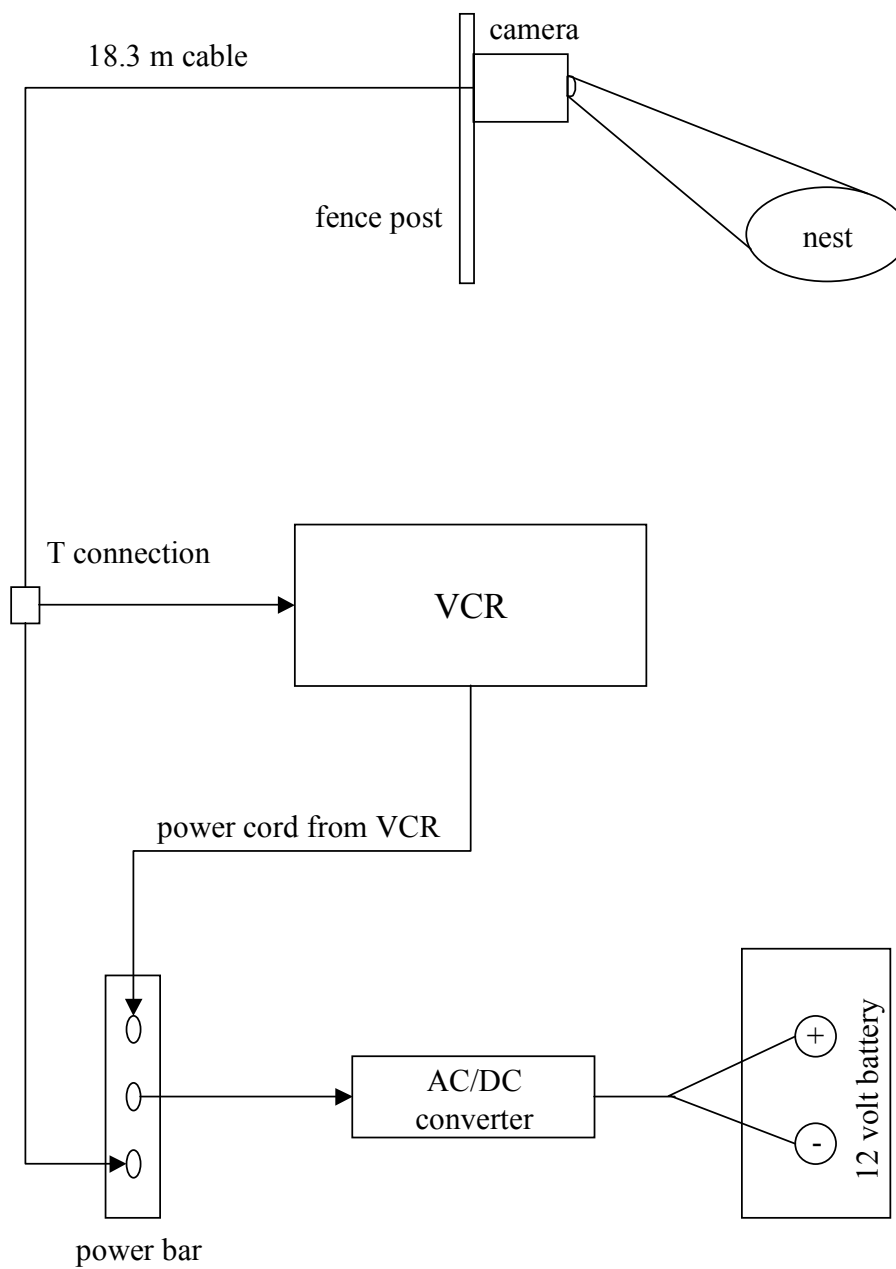 camera
18.3 m cable
fence post
nest
T connection
VCR
power cord from VCR
AC/DC
converter
+
-
12 volt battery
power bar